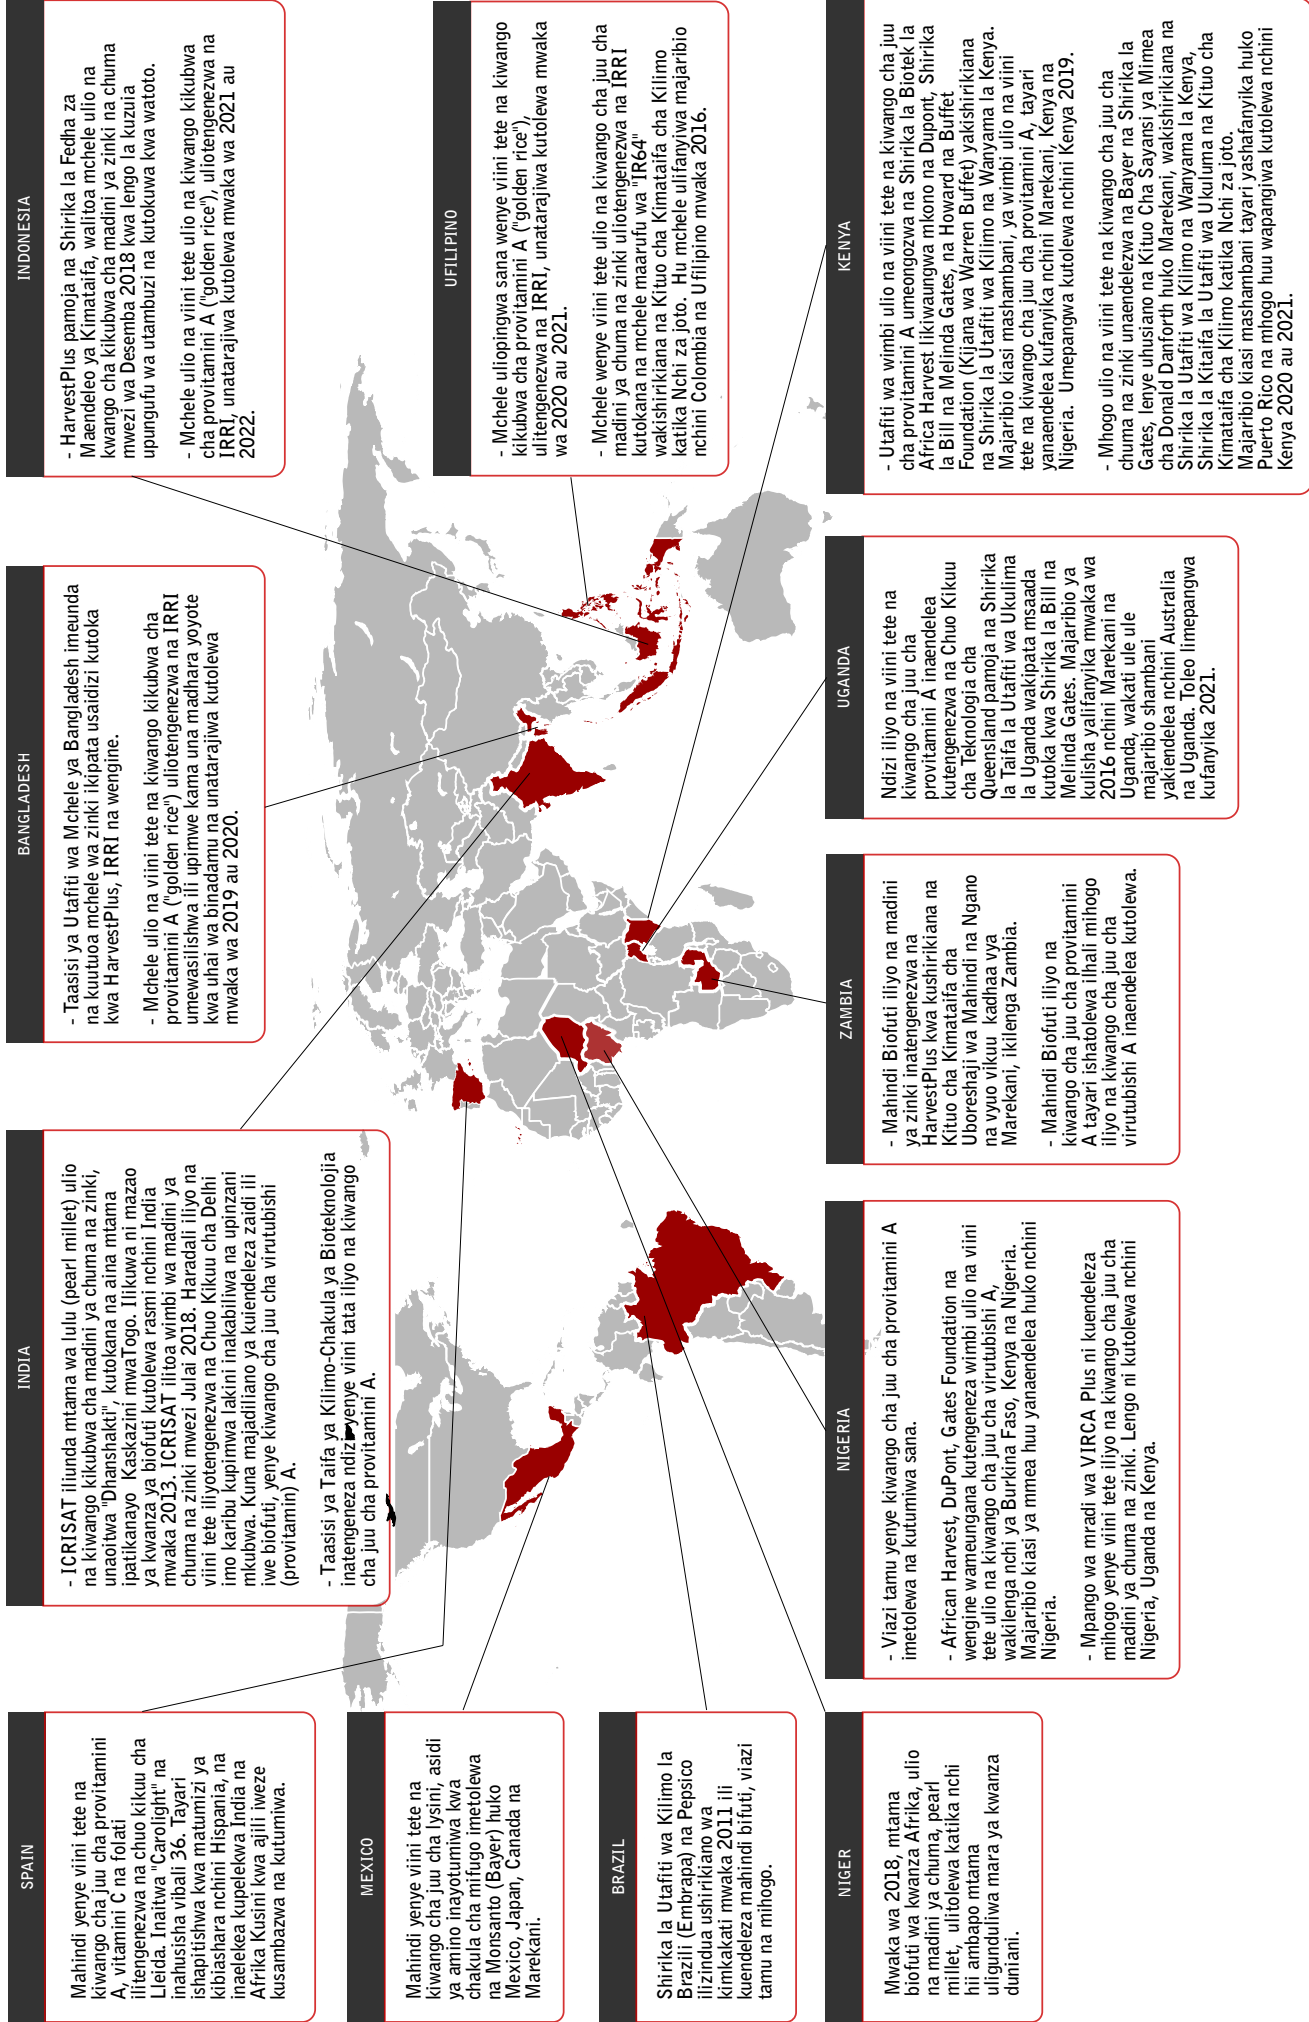 SPAIN
Mahindi yenye viini tete na
kiwango cha juu cha provitamini
A, vitamini C na folati
ilitengenezwa na chuo kikuu cha
Lleida. Inaitwa "Carolight" na
inahusisha vibali 36. Tayari
ishapitishwa kwa matumizi ya
kibiashara nchini Hispania, na
inaelekea kupelekwa India na
Afrika Kusini kwa ajili iweze
kusambazwa na kutumiwa.
INDIA
- ICRISAT iliunda mtama wa lulu (pearl millet) ulio
na kiwango kikubwa cha madini ya chuma na zinki,
unaoitwa "Dhanshakti", kutokana na aina mtama
ipatikanayo Kaskazini mwaTogo. Ilikuwa ni mazao
ya kwanza ya biofuti kutolewa rasmi nchini India
mwaka 2013. ICRISAT ilitoa wimbi wa madini ya
chuma na zinki mwezi Julai 2018. Haradali iliyo na
viini tete iliyotengenezwa na Chuo Kikuu cha Delhi
imo karibu kupimwa lakini inakabiliwa na upinzani
mkubwa. Kuna majadiliano ya kuiendeleza zaidi ili
iwe biofuti, yenye kiwango cha juu cha virutubishi
(provitamin) A.
- Taasisi ya Taifa ya Kilimo-Chakula ya Bioteknolojia
inatengeneza ndizi yenye viini tata iliyo na kiwango
cha juu cha provitamini A.
BANGLADESH
- Taasisi ya Utafiti wa Mchele ya Bangladesh imeunda
na kuutuoa mchele wa zinki ikipata usaidizi kutoka
kwa HarvestPlus, IRRI na wengine.
- Mchele ulio na viini tete na kiwango kikubwa cha
provitamini A ("golden rice") uliotengenezwa na IRRI
umewasilishwa ili upimwe kama una madhara yoyote
kwa uhai wa binadamu na unatarajiwa kutolewa
mwaka wa 2019 au 2020.
INDONESIA
- HarvestPlus pamoja na Shirika la Fedha za
Maendeleo ya Kimataifa, walitoa mchele ulio na
kwango cha kikubwa cha madini ya zinki na chuma
mwezi wa Desemba 2018 kwa lengo la kuzuia
upungufu wa utambuzi na kutokuwa kwa watoto.
- Mchele ulio na viini tete ulio na kiwango kikubwa
cha provitamini A ("golden rice"), uliotengenezwa na
IRRI, unatarajiwa kutolewa mwaka wa 2021 au
2022.
MEXICO
Mahindi yenye viini tete na
kiwango cha juu cha lysini, asidi
ya amino inayotumiwa kwa
chakula cha mifugo imetolewa
na Monsanto (Bayer) huko
Mexico, Japan, Canada na
Marekani.
UFILIPINO
- Mchele uliopingwa sana wenye viini tete na kiwango
kiikubwa cha provitamini A ("golden rice"),
ulitengenezwa na IRRI, unatarajiwa kutolewa mwaka
wa 2020 au 2021.
- Mchele wenye viini tete ulio na kiwango cha juu cha
madini ya chuma na zinki uliotengenezwa na IRRI
kutokana na mchele maarufu wa "IR64"
wakishirikiana na Kituo cha Kimataifa cha Kilimo
katika Nchi za joto. Hu mchele ulifanyiwa majaribio
nchini Colombia na Ufilipino mwaka 2016.
BRAZIL
Shirika la Utafiti wa Kilimo la
Brazili (Embrapa) na Pepsico
ilizindua ushirikiano wa
kimkakati mwaka 2011 ili
kuendeleza mahindi bifuti, viazi
tamu na mihogo.
NIGER
Mwaka wa 2018, mtama
biofuti wa kwanza Afrika, ulio
na madini ya chuma, pearl
millet, ulitolewa katika nchi
hii ambapo mtama
uligunduliwa mara ya kwanza
duniani.
NIGERIA
- Viazi tamu yenye kiwango cha juu cha provitamini A
imetolewa na kutumiwa sana.
- African Harvest, DuPont, Gates Foundation na
wengine wameungana kutengeneza wimbi ulio na viini
tete ulio na kiwango cha juu cha virutubishi A,
wakilenga nchi ya Burkina Faso, Kenya na Nigeria.
Majaribio kiasi ya mmea huu yanaendelea huko nchini
Nigeria.
- Mpango wa mradi wa VIRCA Plus ni kuendeleza
mihogo yenye viini tete iliyo na kiwango cha juu cha
madini ya chuma na zinki. Lengo ni kutolewa nchini
Nigeria, Uganda na Kenya.
ZAMBIA
- Mahindi Biofuti iliyo na madini
ya zinki inatengenezwa na
HarvestPlus kwa kushirikiana na
Kituo cha Kimataifa cha
Uboreshaji wa Mahindi na Ngano
na vyuo vikuu kadhaa vya
Marekani, ikilenga Zambia.
- Mahindi Biofuti iliyo na
kiwango cha juu cha provitamini
A tayari ishatolewa ilhali mihogo
iliyo na kiwango cha juu cha
virutubishi A inaendelea kutolewa.
UGANDA
Ndizi iliyo na viini tete na
kiwango cha juu cha
provitamini A inaendelea
kutengenezwa na Chuo Kikuu
cha Teknologia cha
Queensland pamoja na Shirika
la Taifa la Utafiti wa Ukulima
la Uganda wakipata msaada
kutoka kwa Shirika la Bill na
Melinda Gates. Majaribio ya
kulisha yalifanyika mwaka wa
2016 nchini Marekani na
Uganda, wakati ule ule
majaribio shambani
yakiendelea nchini Australia
na Uganda. Toleo limepangwa
kufanyika 2021.
KENYA
- Utafiti wa wimbi ulio na viini tete na kiwango cha juu
cha provitamini A umeongozwa na Shirika la Biotek la
Africa Harvest likiwaungwa mkono na Dupont, Shirika
la Bill na Melinda Gates, na Howard na Buffet
Foundation (Kijana wa Warren Buffet) yakishirikiana
na Shirika la Utafiti wa Kilimo na Wanyama la Kenya.
Majaribio kiasi mashambani, ya wimbi ulio na viini
tete na kiwango cha juu cha provitamini A, tayari
yanaendelea kufanyika nchini Marekani, Kenya na
Nigeria. Umepangwa kutolewa nchini Kenya 2019.
- Mhogo ulio na viini tete na kiwango cha juu cha
chuma na zinki unaendelezwa na Bayer na Shirika la
Gates, lenye uhusiano na Kituo Cha Sayansi ya Mimea
cha Donald Danforth huko Marekani, wakishirikiana na
Shirika la Utafiti wa Kilimo na Wanyama la Kenya,
Shirika la Kitaifa la Utafiti wa Ukuluma na Kituo cha
Kimataifa cha Kilimo katika Nchi za joto.
Majaribio kiasi mashambani tayari yashafanyika huko
Puerto Rico na mhogo huu wapangiwa kutolewa nchini
Kenya 2020 au 2021.